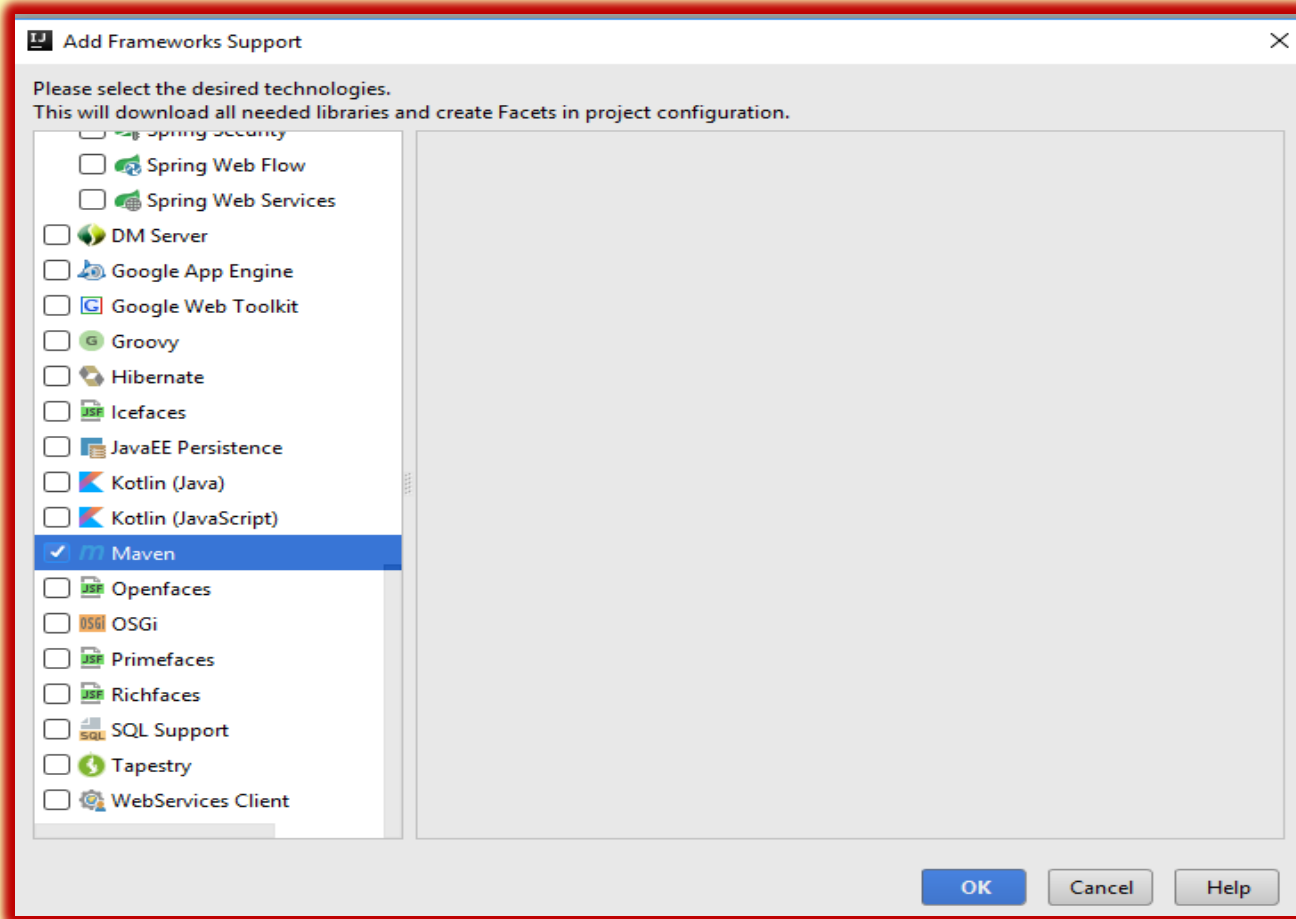 Add Frameworks Support
Please select the desired technologies.
This will download all needed libraries and create Facets in project configuration.
Spring Security
Spring Web Flow
Spring Web Services
DM Server
Google App Engine
Google Web Toolkit
Groovy
Hibernate
Icefaces
JavaEE Persistence
Kotlin (Java)
Kotlin (JavaScript)
Maven
Openfaces
OSGi
Primefaces
Richfaces
SQL Support
Tapestry
WebServices Client
OK Cancel Help